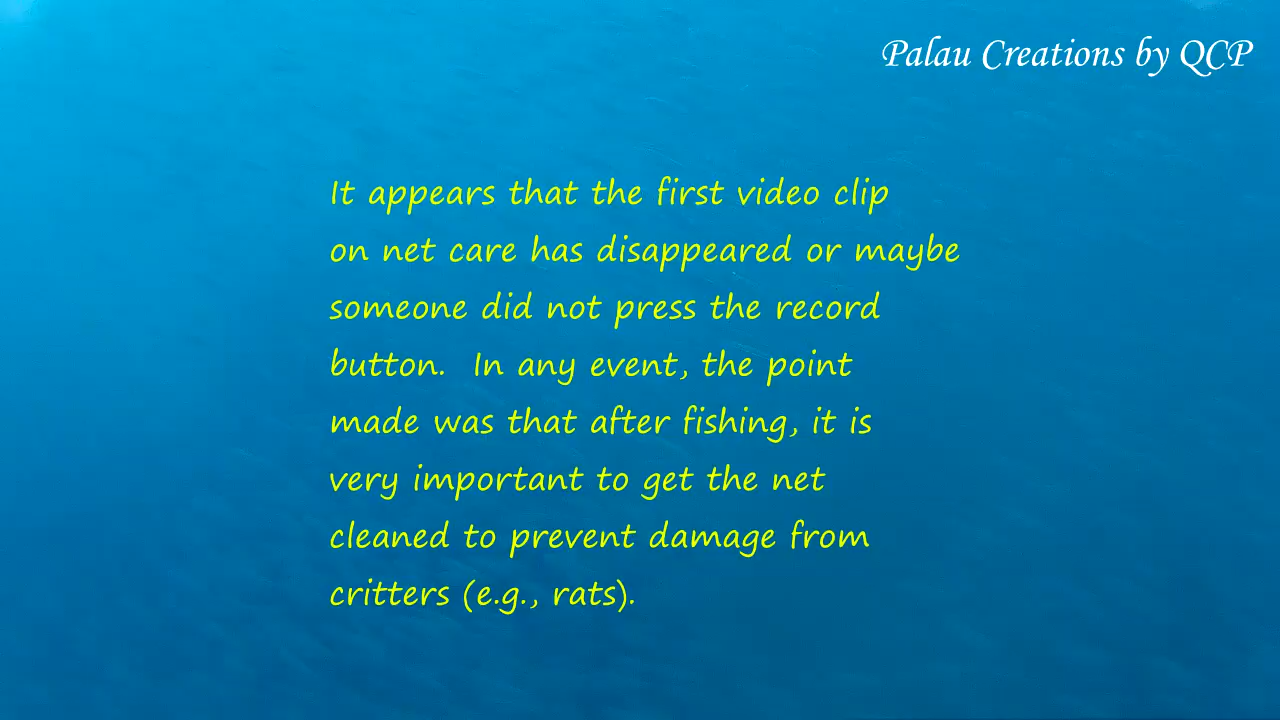 Palau Creations by QCP
It appears that the first video clip
on net care has disappeared or maybe
someone did not press the record
button.  In any event, the point
made was that after fishing, it is
very important to get the net
cleaned to prevent damage from
critters (e.g., rats).